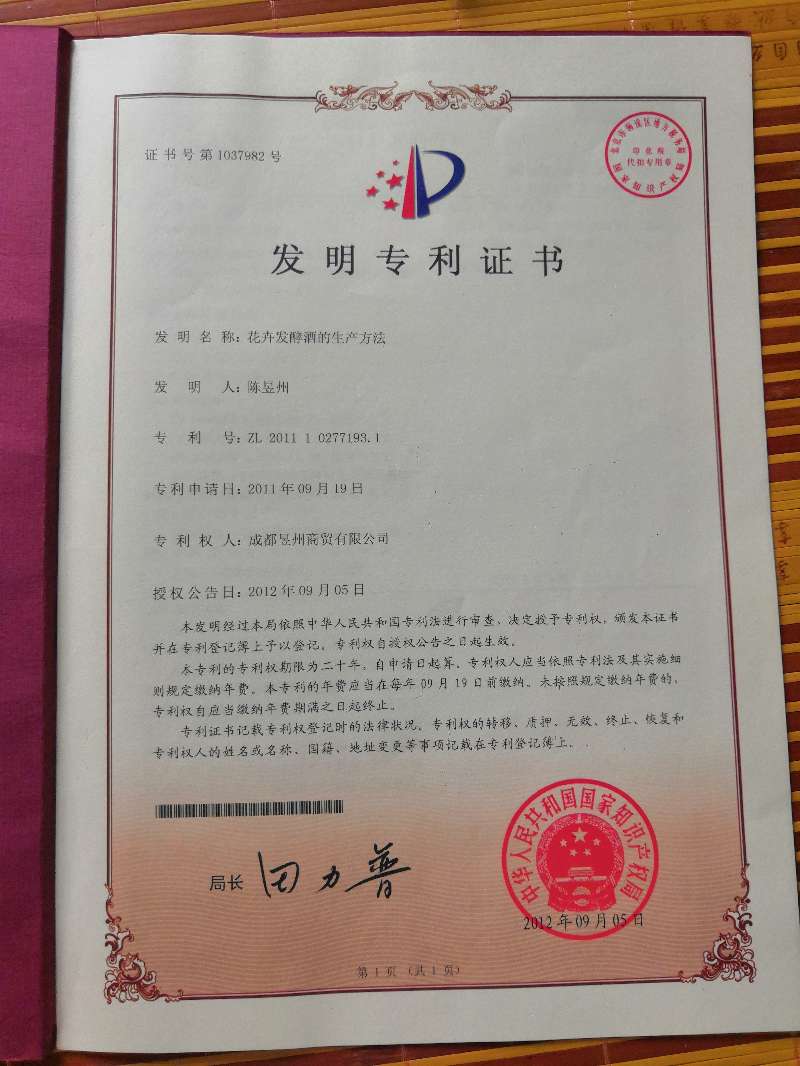 证书号第1037982号
国家知识产权局
印花税
代扣专用章
发明专利证书
发明名称：花卉发酵酒的生产方法
发明人：陈昱州
专利号：ZL 2011 1 0277193.1
专利申请日：2011年09月19日
专利权人：成都昱州商贸有限公司
授权公告日：2012年09月05日
本发明经过本局依照中华人民共和国专利法进行审查，决定授予专利权，颁发本证书
并在专利登记簿上予以登记。专利权自授权公告之日起生效。
本专利的专利权期限为二十年，自申请日起算。专利权人应当依照专利法及其实施细
则规定缴纳年费。本专利的年费应当在每年09月19日前缴纳。未按照规定缴纳年费的，
专利权自应当缴纳年费期满之日起终止。
专利证书记载专利权登记时的法律状况。专利权的转移、质押、无效、终止、恢复和
专利权人的姓名或名称、国籍、地址变更等事项记载在专利登记簿上。
局长 田力普
中华人民共和国国家知识产权局
2012年09月05日
第1页（共1页）